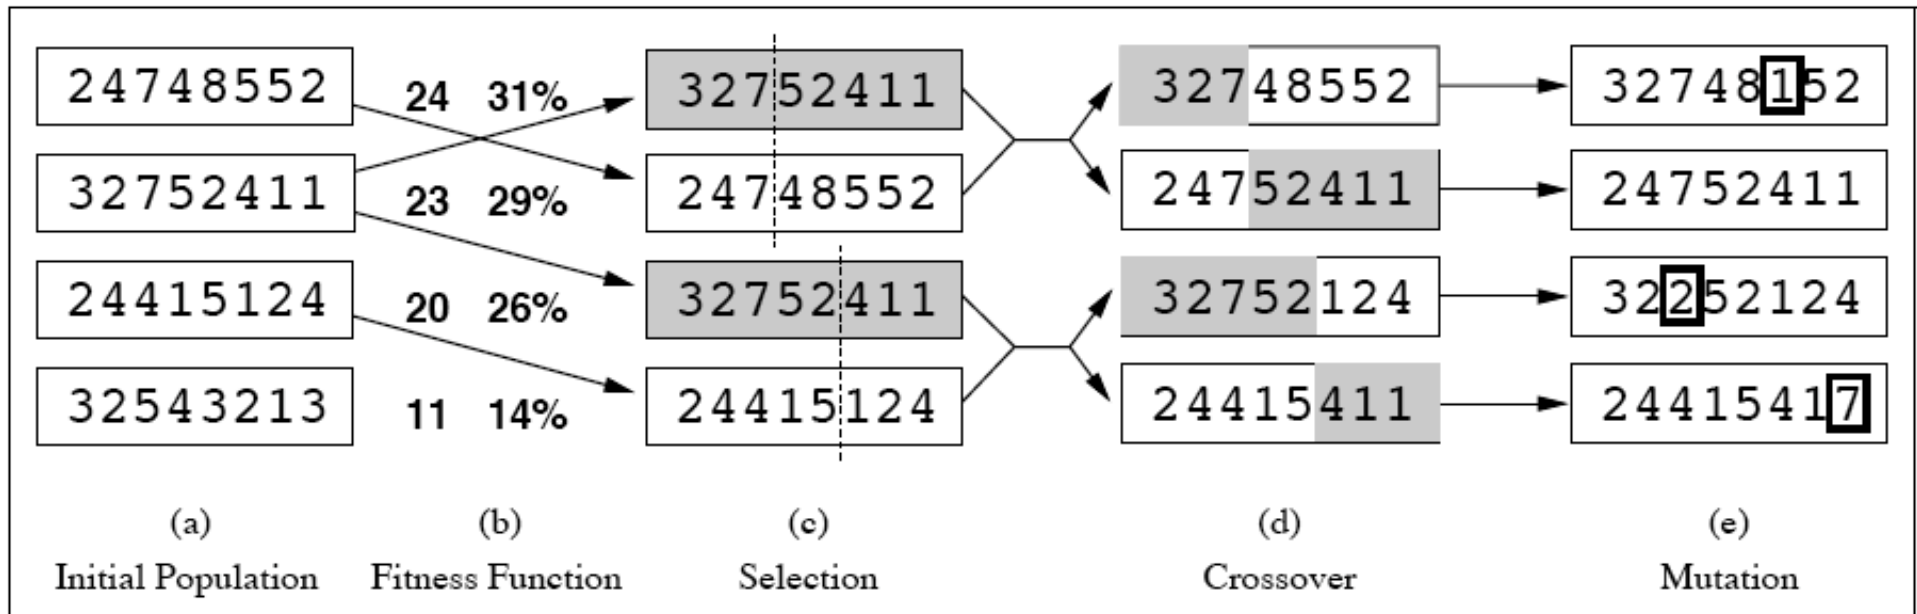 24748552 24 31% 32752411 32748552 32748152
32752411 23 29% 24748552 24752411 24752411
24415124 20 26% 32752411 32752124 32252124
32543213 11 14% 24415124 24415411 24415417
(a) (b) (c) (d) (e)
Initial Population Fitness Function Selection Crossover Mutation